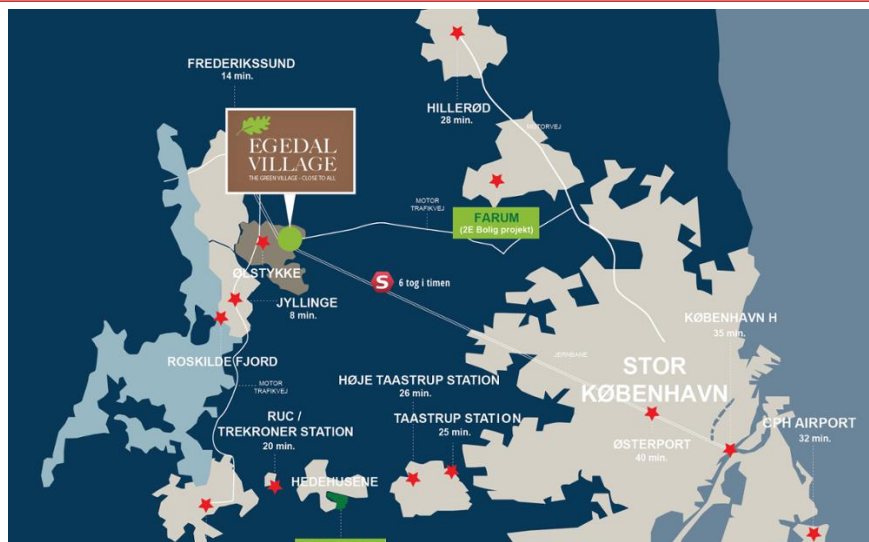 FREDERIKSSUND
14 min.
EGEDAL
VILLAGE
THE GREEN VILLAGE - CLOSE TO ALL
HILLERØD
28 min.
MOTORVEJ
MOTOR
TRAFIKVEJ
FARUM
(2E Bolig projekt)
ØLSTYKKE
S
6 tog i timen
JYLLINGE
8 min.
KØBENHAVN H
35 min.
ROSKILDE FJORD
JERNBANE
STOR
KØBENHAVN
MOTOR
TRAFIKVEJ
HØJE TAASTRUP STATION
26 min.
RUC /
TREKRONER STATION
20 min.
TAASTRUP STATION
25 min.
CPH AIRPORT
32 min.
ØSTERPORT
40 min.
HEDEHUSENE